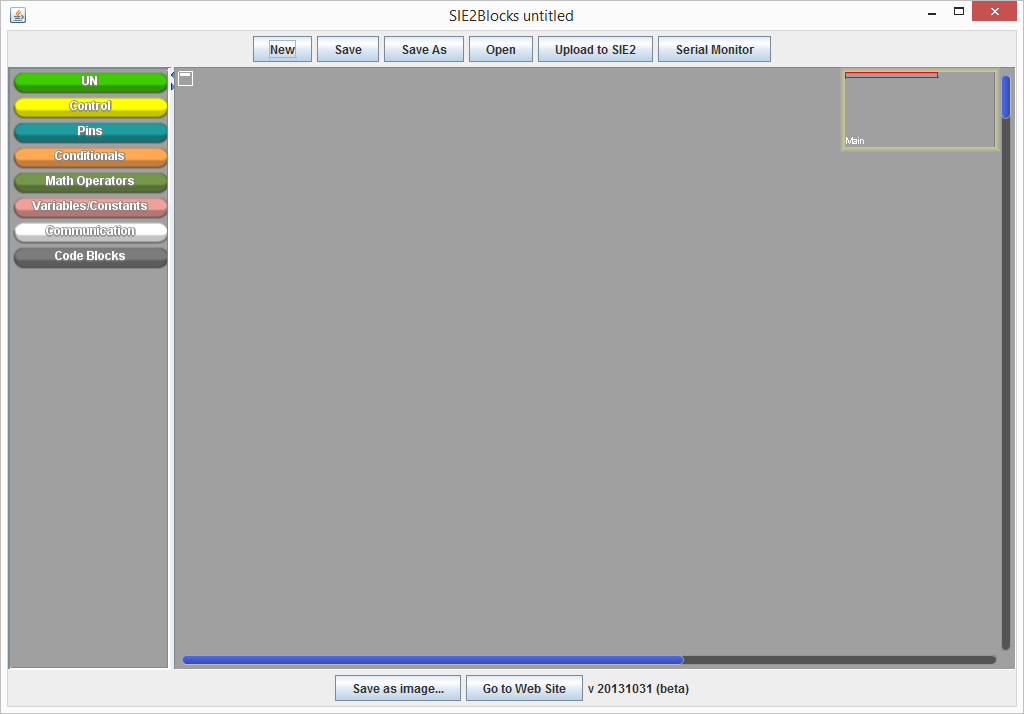 SIE2Blocks untitled
New Save Save As Open Upload to SIE2 Serial Monitor
UN
Control
Pins
Conditionals
Math Operators
Variables/Constants
Communication
Code Blocks
Main
Save as image... Go to Web Site v 20131031 (beta)